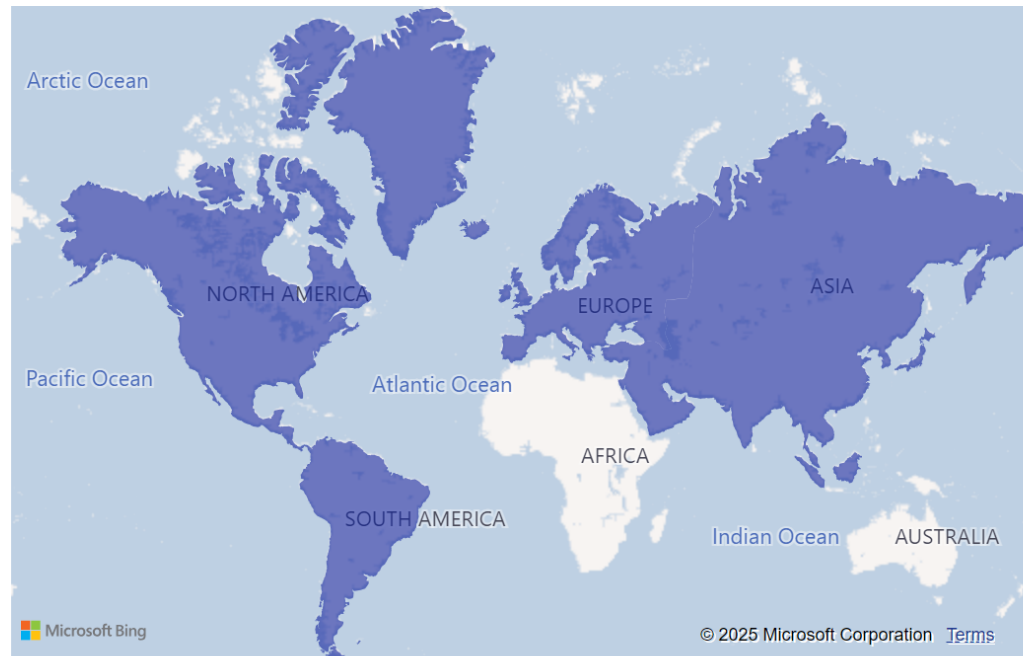 Arctic Ocean
NORTH AMERICA
EUROPE
ASIA
Pacific Ocean
Atlantic Ocean
AFRICA
SOUTH AMERICA
Indian Ocean
AUSTRALIA
Microsoft Bing
© 2025 Microsoft Corporation Terms